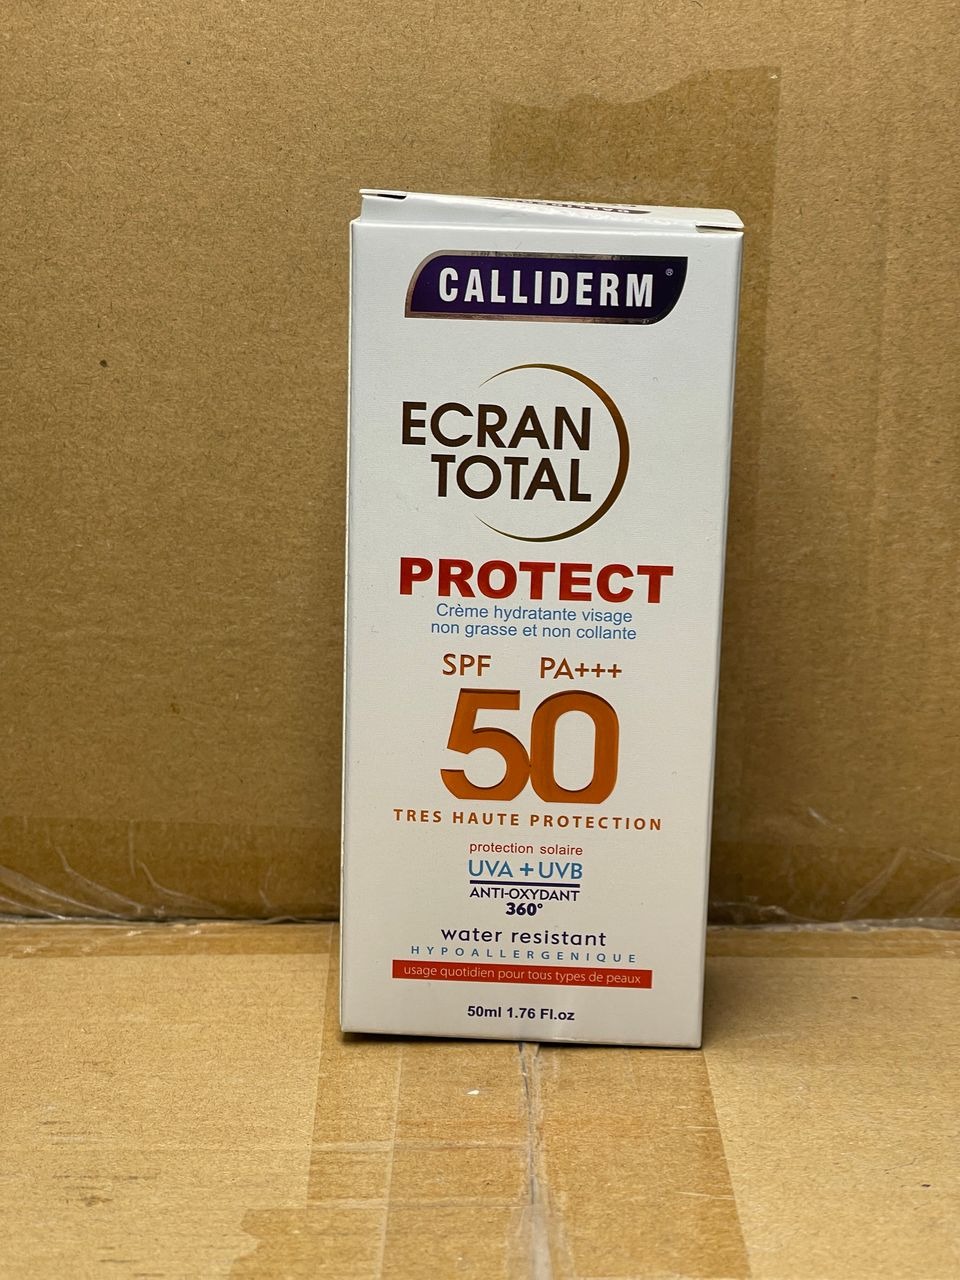 CALLIDERM ®
ECRAN
TOTAL
PROTECT
Crème hydratante visage
non grasse et non collante
SPF PA+++
50
TRES HAUTE PROTECTION
protection solaire
UVA + UVB
ANTI-OXYDANT
360°
water resistant
HYPOALLERGENIQUE
usage quotidien pour tous types de peaux
50ml 1.76 Fl.oz